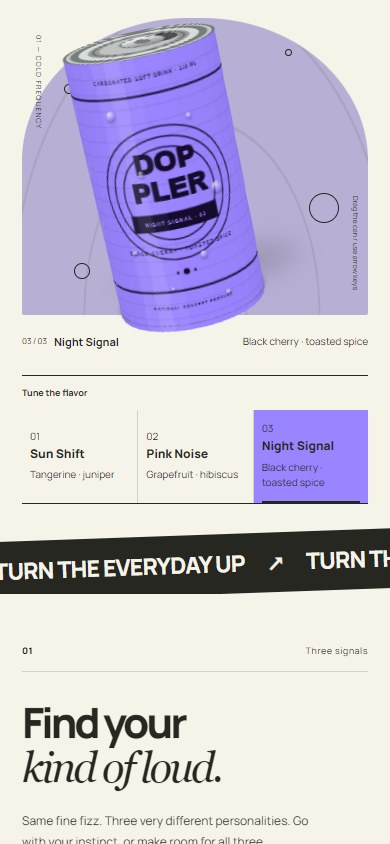 01 — COLD FREQUENCY
CARBONATED SOFT DRINK
DOP
PLER
NIGHT SIGNAL
Drag the can / use arrow keys
03 / 03 Night Signal
Black cherry · toasted spice
Tune the flavor
01
Sun Shift
Tangerine · juniper
02
Pink Noise
Grapefruit · hibiscus
03
Night Signal
Black cherry ·
toasted spice
TURN THE EVERYDAY UP ↗ TURN TH
01
Three signals
Find your
kind of loud.
Same fine fizz. Three very different personalities. Go
with your instinct, or make room for all three.